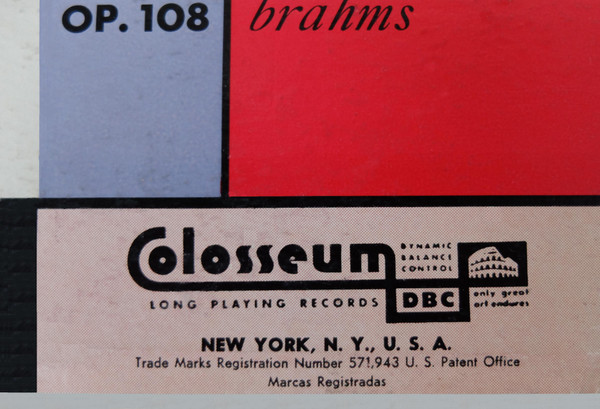 OP. 108
brahms
Colosseum
DYNAMIC
BALANCE
CONTROL
LONG PLAYING RECORDS
DBC
only great
art endures
NEW YORK, N. Y., U. S. A.
Trade Marks Registration Number 571,943 U. S. Patent Office
Marcas Registradas